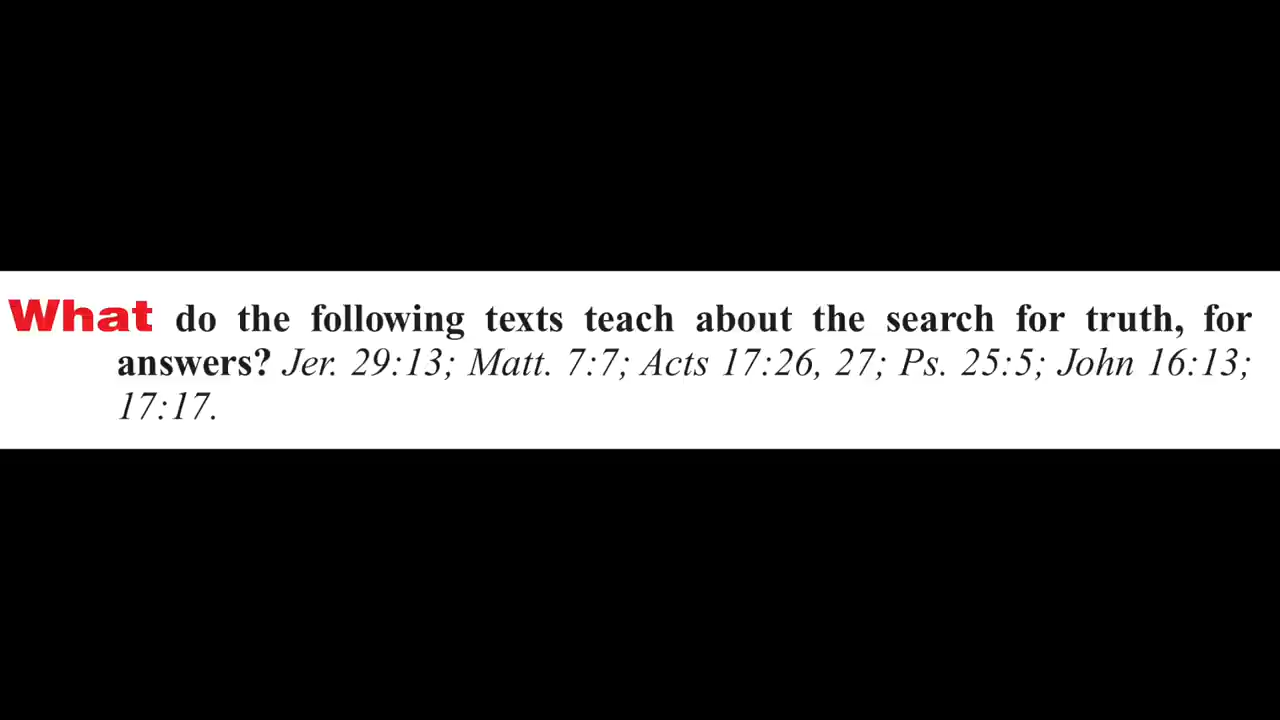 What do the following texts teach about the search for truth, for
answers? Jer. 29:13; Matt. 7:7; Acts 17:26, 27; Ps. 25:5; John 16:13;
17:17.